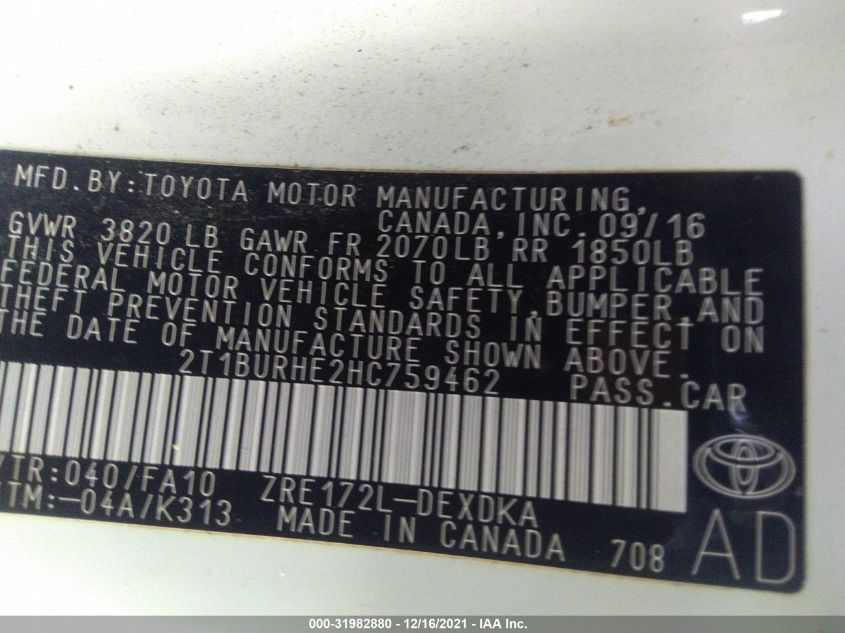 MFD.BY:TOYOTA MOTOR MANUFACTURING,
CANADA, INC. 09/16
GVWR 3820 LB GAWR FR 2070LB RR 1850LB
THIS VEHICLE CONFORMS TO ALL APPLICABLE
FEDERAL MOTOR VEHICLE SAFETY,BUMPER,AND
THEFT PREVENTION STANDARDS IN EFFECT ON
THE DATE OF MANUFACTURE SHOWN ABOVE.
2T1BURHE2HC759462 PASS.CAR
/TR:040/FA10 ZRE172L-DEXDKA
TM:-04A/K313 MADE IN CANADA 708
AD
000-31982880 - 12/16/2021 - IAA Inc.